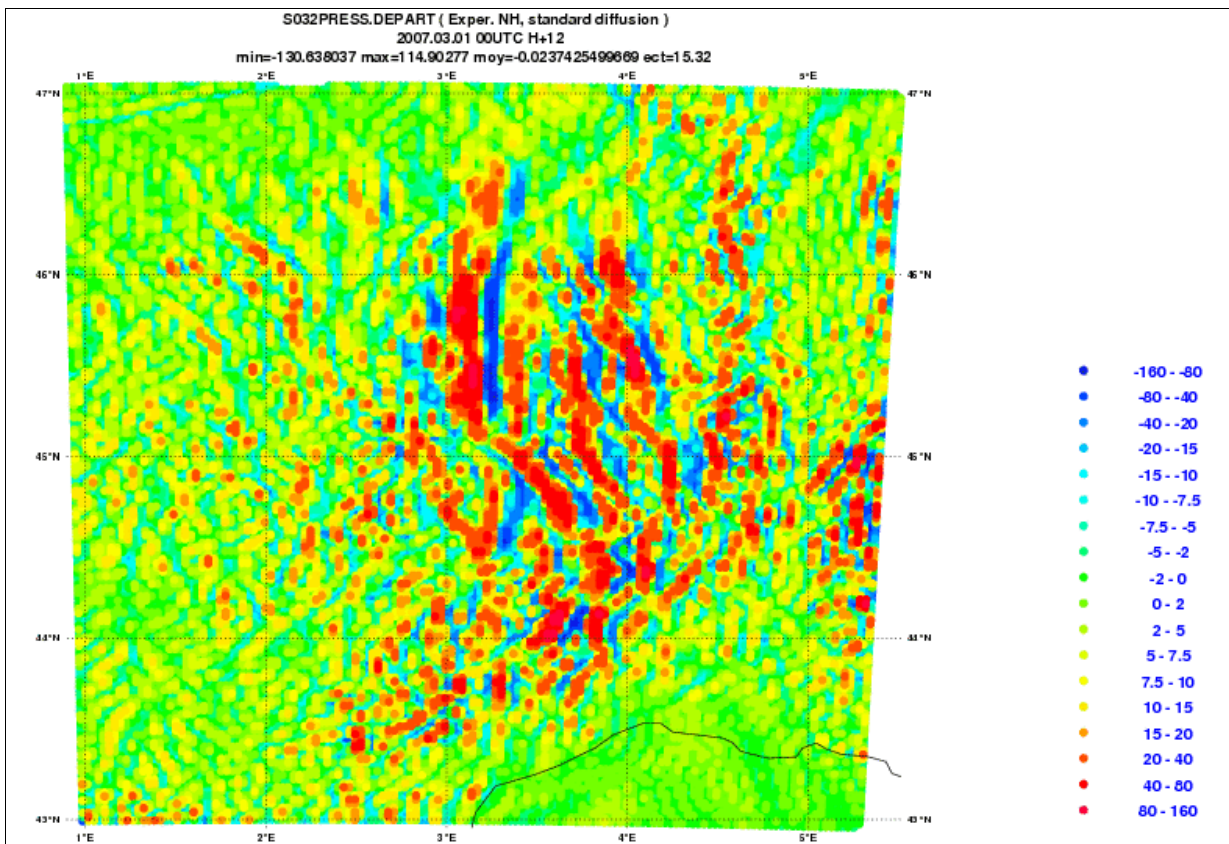 S032PRESS.DEPART ( Exper. NH, standard diffusion )
2007.03.01 00UTC H+12
min=-130.638037 max=114.90277 moy=-0.0237425499669 ect=15.32
1°E 2°E 3°E 4°E 5°E
47°N 47°N
46°N 46°N
45°N 45°N
44°N 44°N
43°N 43°N
1°E 2°E 3°E 4°E 5°E
-160 - -80
-80 - -40
-40 - -20
-20 - -15
-15 - -10
-10 - -7.5
-7.5 - -5
-5 - -2
-2 - 0
0 - 2
2 - 5
5 - 7.5
7.5 - 10
10 - 15
15 - 20
20 - 40
40 - 80
80 - 160